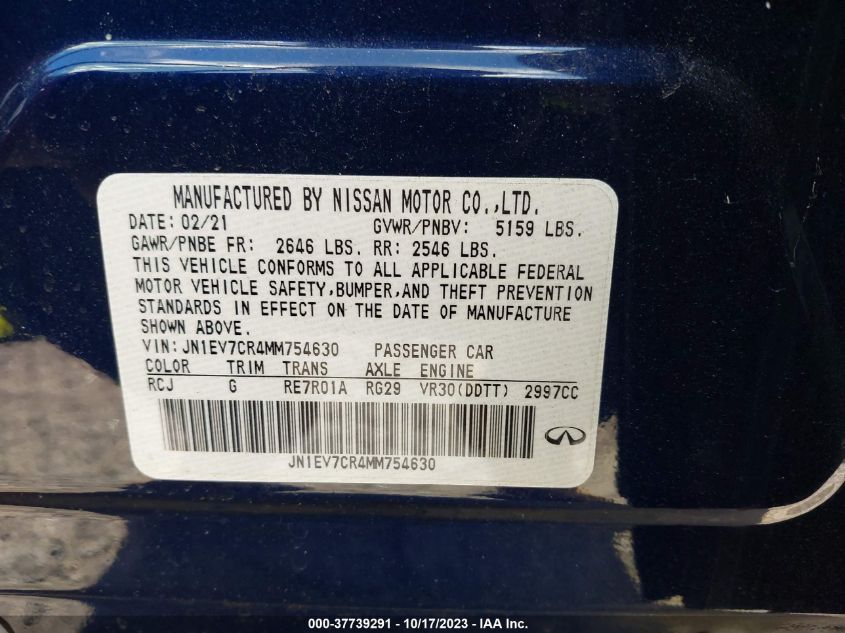 MANUFACTURED BY NISSAN MOTOR CO.,LTD.
DATE: 02/21 GVWR/PNBV: 5159 LBS.
GAWR/PNBE FR: 2646 LBS. RR: 2546 LBS.
THIS VEHICLE CONFORMS TO ALL APPLICABLE FEDERAL
MOTOR VEHICLE SAFETY,BUMPER,AND THEFT PREVENTION
STANDARDS IN EFFECT ON THE DATE OF MANUFACTURE
SHOWN ABOVE.
VIN:JN1EV7CR4MM754630 PASSENGER CAR
COLOR TRIM TRANS AXLE ENGINE
RCJ G RE7R01A RG29 VR30(DDTT) 2997CC
JN1EV7CR4MM754630
000-37739291 - 10/17/2023 - IAA Inc.